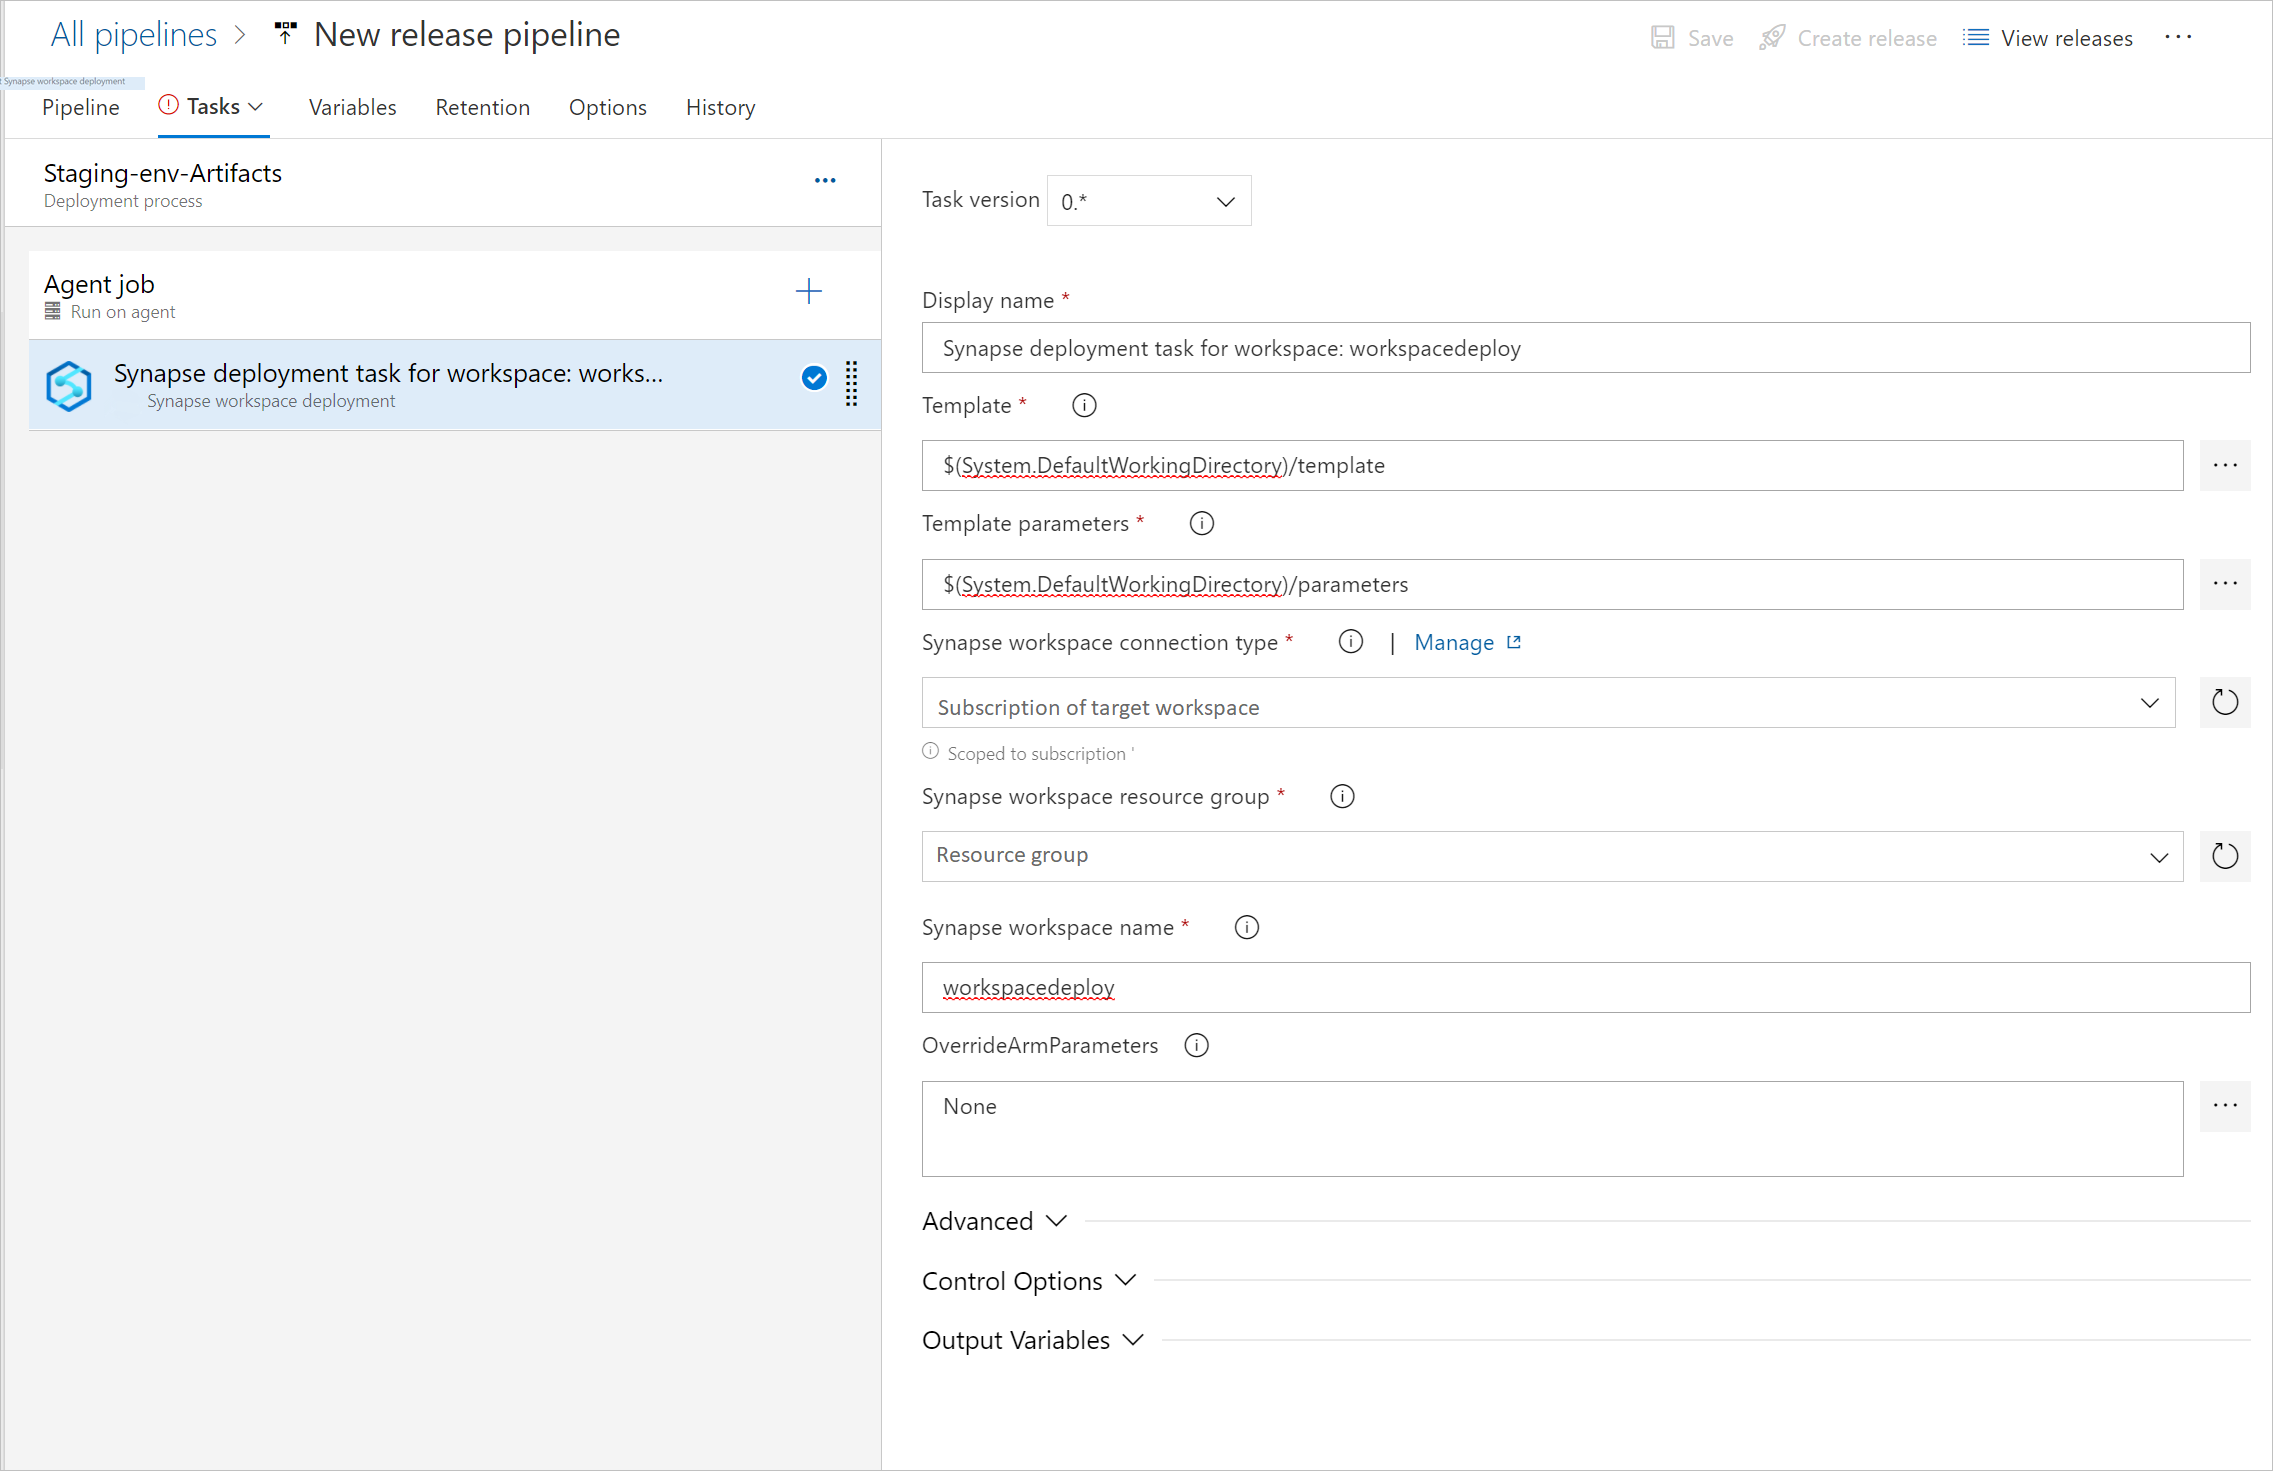 All pipelines
New release pipeline
Save
Create release
View releases
Synapse workspace deployment
Pipeline
Tasks
Variables
Retention
Options
History
Staging-env-Artifacts
Deployment process
Agent job
Run on agent
Synapse deployment task for workspace: works...
Synapse workspace deployment
Task version
0.*
Display name *
Synapse deployment task for workspace: workspacedeploy
Template *
$(System.DefaultWorkingDirectory)/template
Template parameters *
$(System.DefaultWorkingDirectory)/parameters
Synapse workspace connection type * | Manage
Subscription of target workspace
Scoped to subscription '
Synapse workspace resource group *
Resource group
Synapse workspace name *
workspacedeploy
OverrideArmParameters
None
Advanced
Control Options
Output Variables